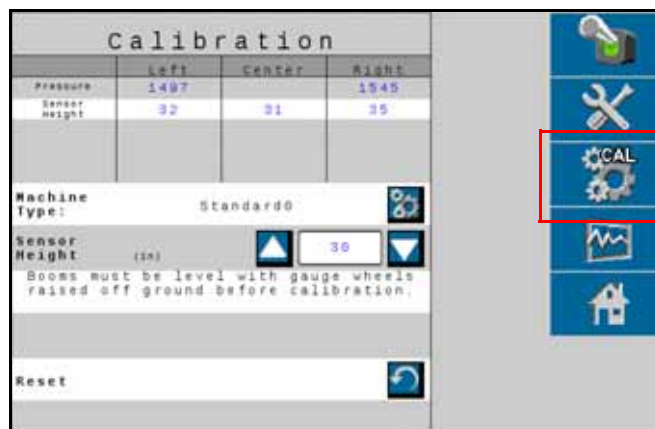 Calibration
Left Center Right
Pressure 1497 1545
Sensor
Height 32 31 35
CAL
Machine
Type: Standard0
Sensor
Height (in) 30
Booms must be level with gauge wheels
raised off ground before calibration.
Reset